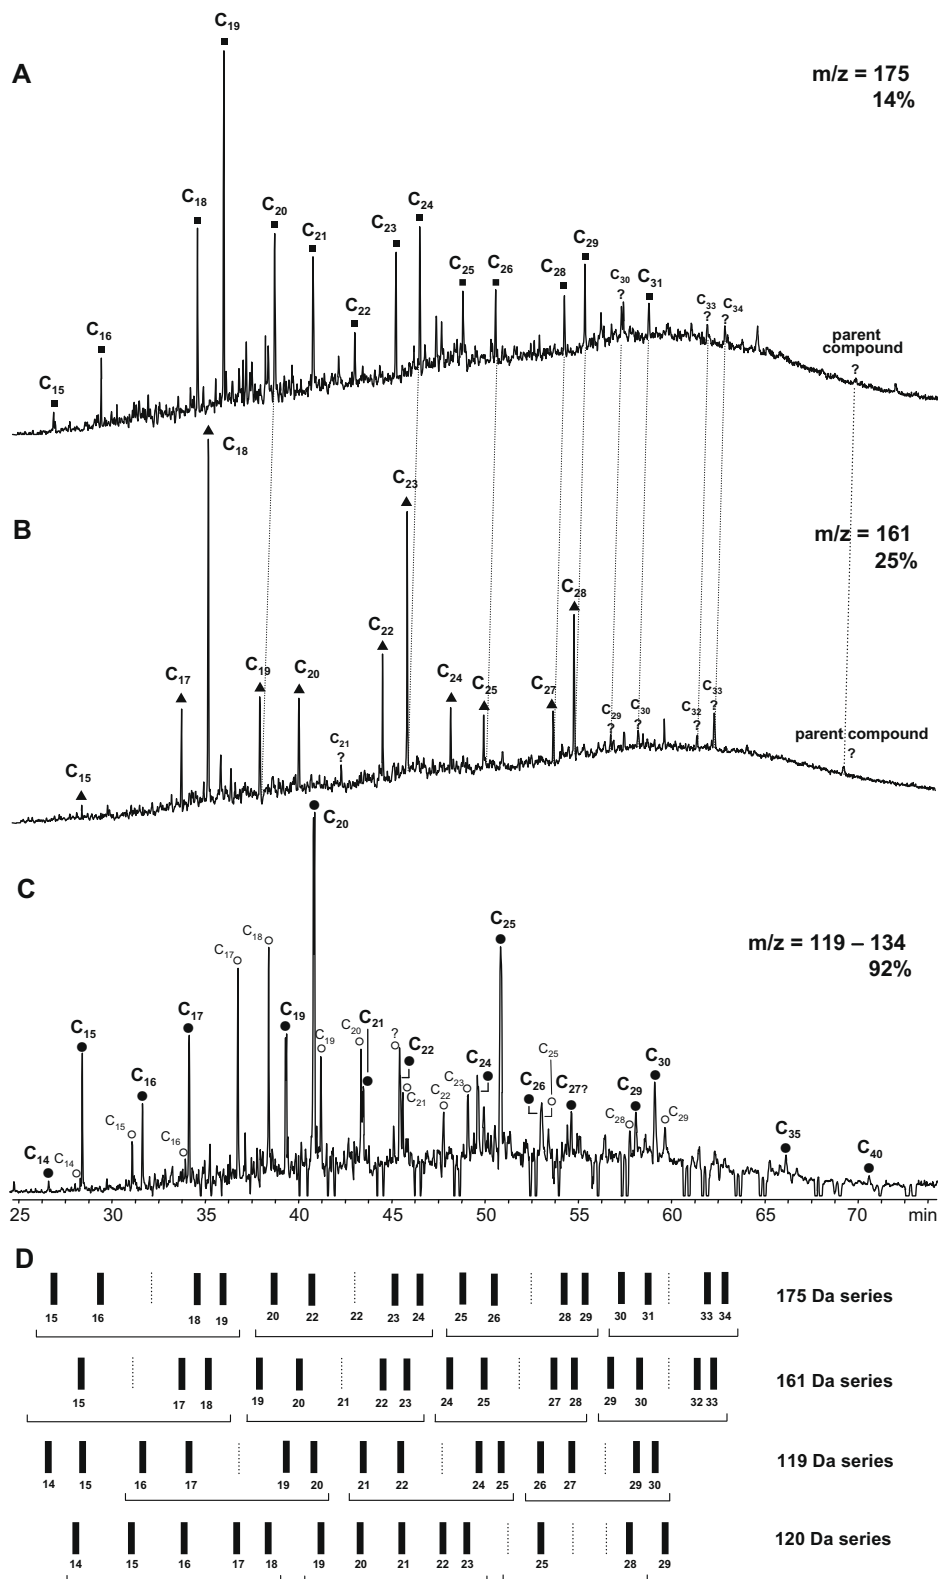 A
m/z = 175
14%
C19
C18
C20
C21
C22
C23
C24
C25
C26
C28
C29
C30
?
C31
C33
?
C34
?
parent
compound
?
C16
C15
B
m/z = 161
25%
C18
C23
C28
C22
C17
C19
C20
C21
?
C24
C25
C27
C29
?
C30
?
C32
?
C33
?
parent compound
?
C15
C
m/z = 119 – 134
92%
C20
C25
C18
C17
C17
C19
C15
C16
C15
C16
C14
C14
C19
C20
C21
?
C22
C21
C22
C23
C24
C26
C25
C27?
C28
C29
C30
C29
C35
C40
25 30 35 40 45 50 55 60 65 70 min
D
175 Da series
15 16 18 19 20 22 22 23 24 25 26 28 29 30 31 33 34
161 Da series
15 17 18 19 20 21 22 23 24 25 27 28 29 30 32 33
119 Da series
14 15 16 17 19 20 21 22 24 25 26 27 29 30
120 Da series
14 15 16 17 18 19 20 21 22 23 25 28 29